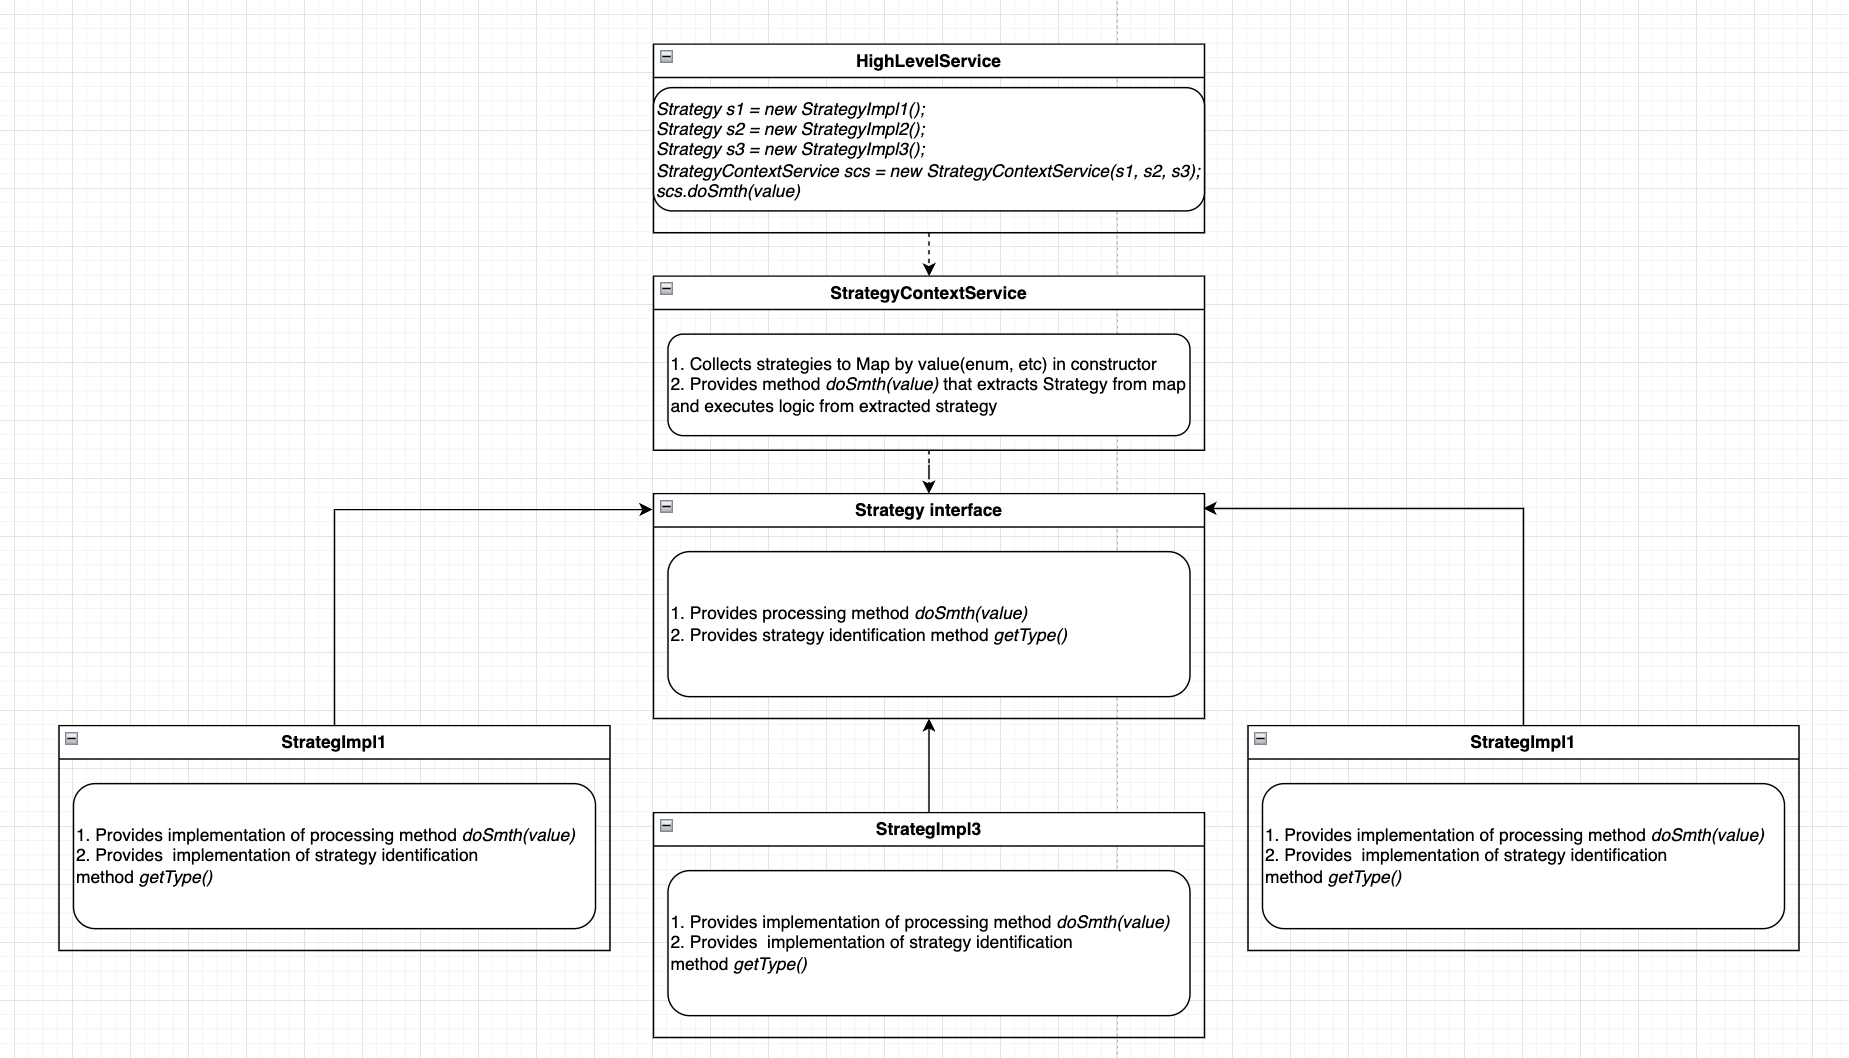 HighLevelService
Strategy s1 = new StrategyImpl1();
Strategy s2 = new StrategyImpl2();
Strategy s3 = new StrategyImpl3();
StrategyContextService scs = new StrategyContextService(s1, s2, s3);
scs.doSmth(value)
StrategyContextService
1. Collects strategies to Map by value(enum, etc) in constructor
2. Provides method doSmth(value) that extracts Strategy from map
and executes logic from extracted strategy
Strategy interface
1. Provides processing method doSmth(value)
2. Provides strategy identification method getType()
StrategImpl1
1. Provides implementation of processing method doSmth(value)
2. Provides  implementation of strategy identification
method getType()
StrategImpl3
1. Provides implementation of processing method doSmth(value)
2. Provides  implementation of strategy identification
method getType()
StrategImpl1
1. Provides implementation of processing method doSmth(value)
2. Provides  implementation of strategy identification
method getType()